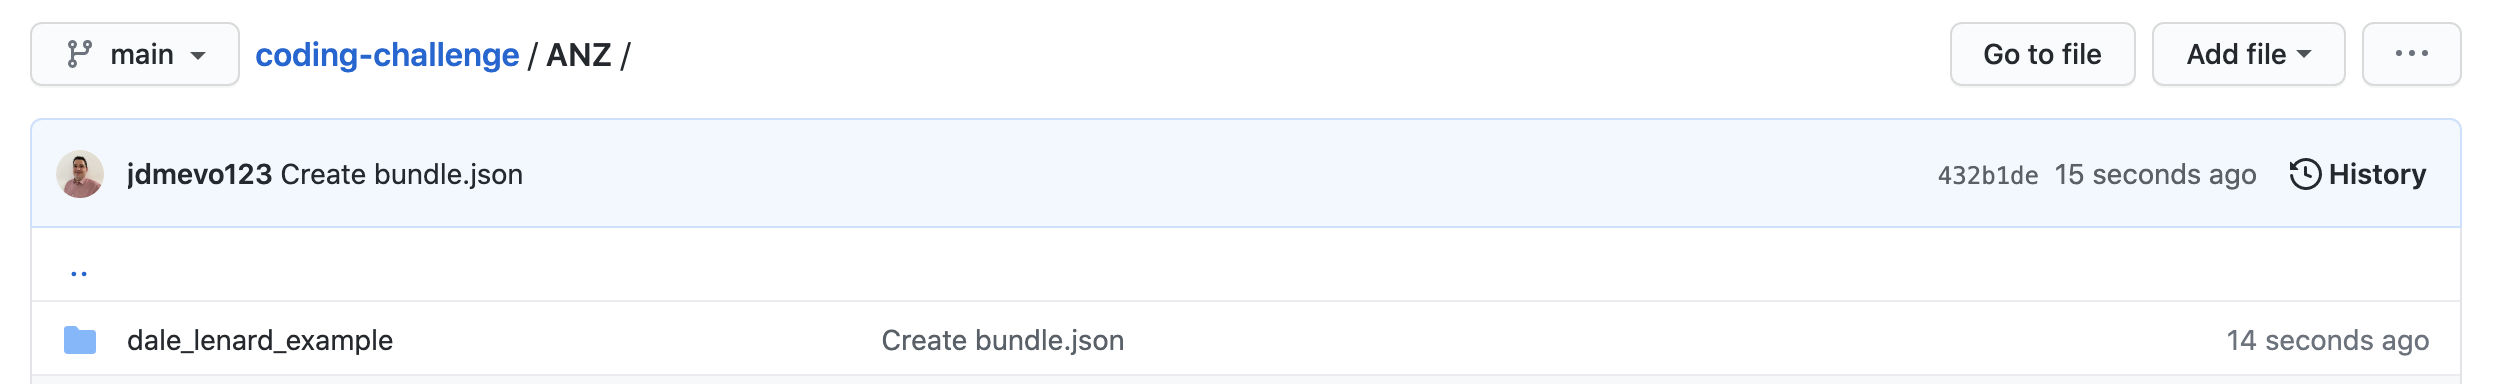 main coding-challenge / ANZ / Go to file Add file ...
jdmevo123 Create bundle.json 432b1de 15 seconds ago History
..
dale_lenard_example Create bundle.json 14 seconds ago